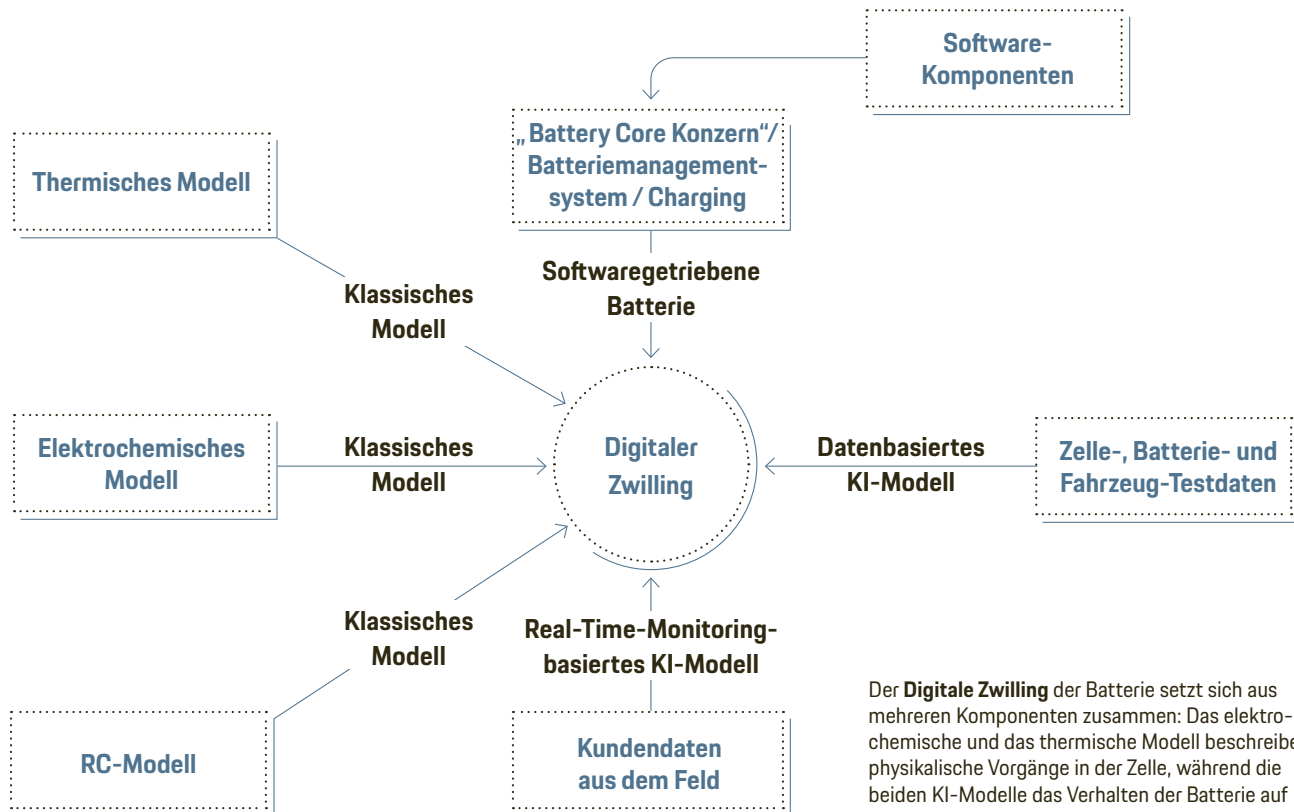 Software-
Komponenten
„Battery Core Konzern“/
Batteriemanagement-
system / Charging
Thermisches Modell
Softwaregetriebene
Batterie
Klassisches
Modell
Elektrochemisches
Modell
Klassisches
Modell
Digitaler
Zwilling
Datenbasiertes
KI-Modell
Zelle-, Batterie- und
Fahrzeug-Testdaten
Klassisches
Modell
Real-Time-Monitoring-
basiertes KI-Modell
RC-Modell
Kundendaten
aus dem Feld
Der Digitale Zwilling der Batterie setzt sich aus
mehreren Komponenten zusammen: Das elektro-
chemische und das thermische Modell beschreibe
physikalische Vorgänge in der Zelle, während die
beiden KI-Modelle das Verhalten der Batterie auf